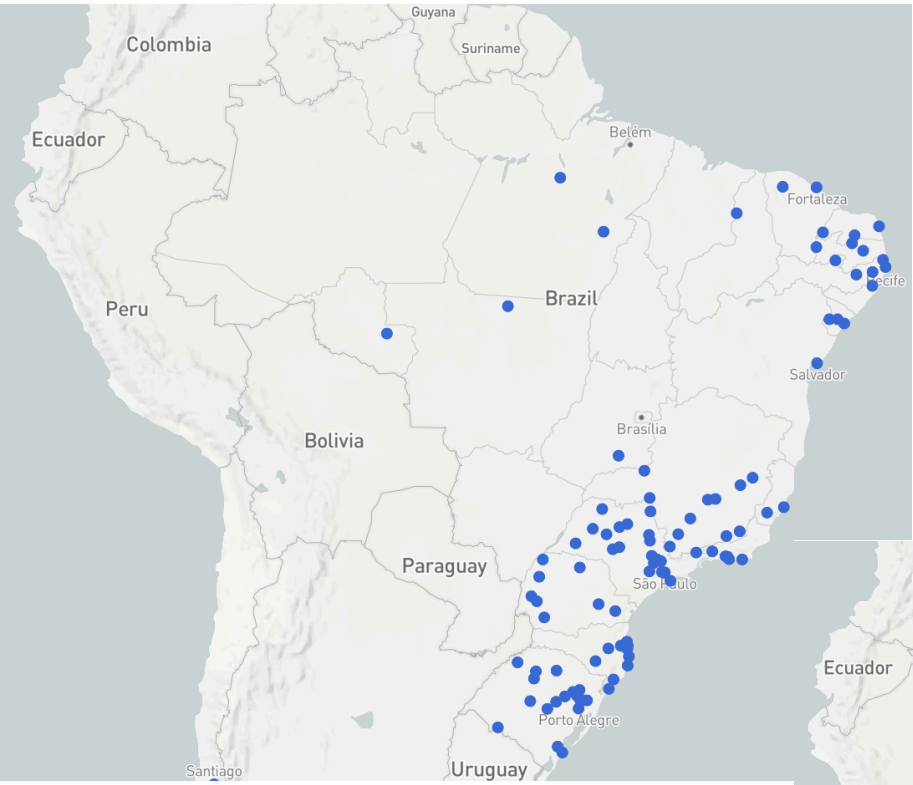 Guyana
Colombia
Suriname
Ecuador
Belém
Fortaleza
ecife
Peru
Brazil
Salvador
Brasília
Bolivia
Paraguay
São Paulo
Ecuador
Porto Alegre
Santiago
Uruguay